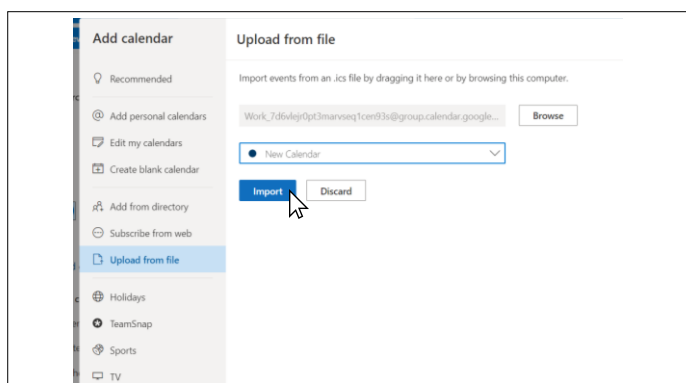 Add calendar
Recommended
Add personal calendars
Edit my calendars
Create blank calendar
Add from directory
Subscribe from web
Upload from file
Holidays
TeamSnap
Sports
TV
Upload from file
Import events from an .ics file by dragging it here or by browsing this computer.
Work_7d6vlejr0pt3marvseq1cen93s@group.calendar.google...
Browse
New Calendar
Import
Discard